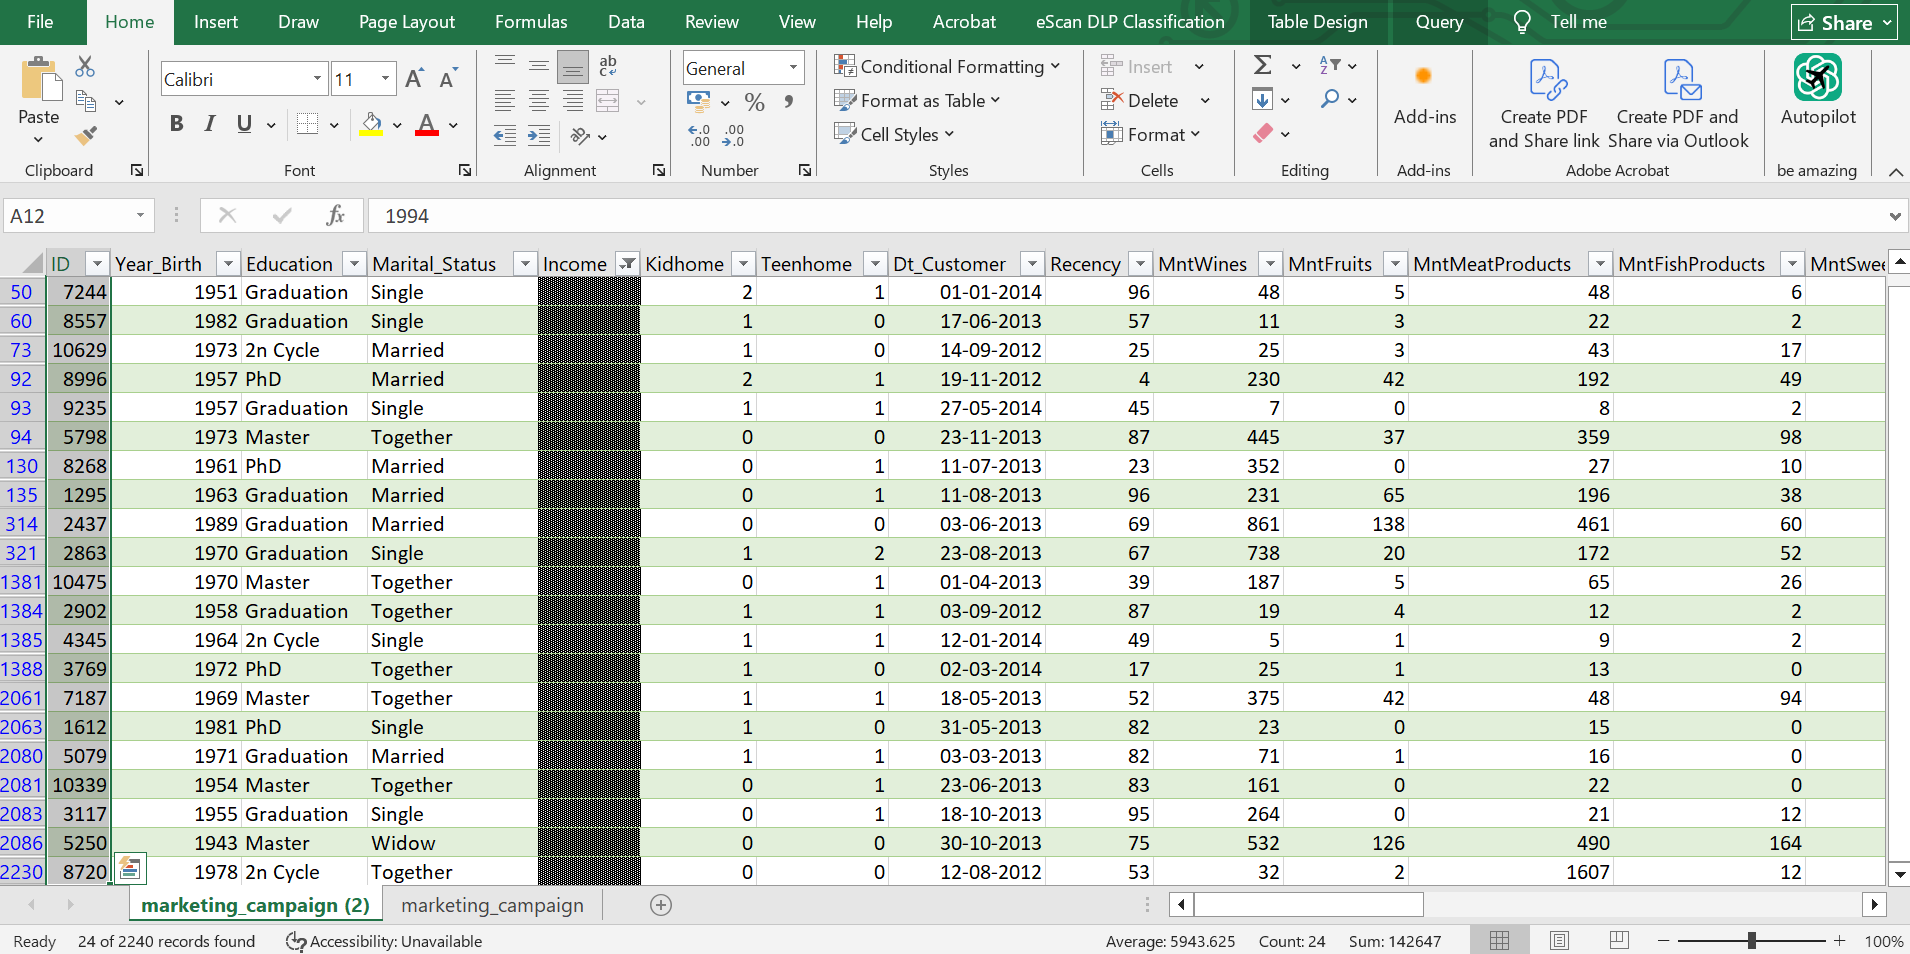 File Home Insert Draw Page Layout Formulas Data Review View Help Acrobat eScan DLP Classification Table Design Query Tell me Share
Paste
Clipboard
Calibri 11
B I U
Font
ab
Alignment
General
%
Number
Conditional Formatting
Format as Table
Cell Styles
Styles
Insert
Delete
Format
Cells
Editing
Add-ins
Add-ins
Create PDF and Share link
Create PDF and Share via Outlook
Adobe Acrobat
Autopilot
be amazing
A12 fx 1994
ID Year_Birth Education Marital_Status Income Kidhome Teenhome Dt_Customer Recency MntWines MntFruits MntMeatProducts MntFishProducts MntSwee
50 7244 1951 Graduation Single 2 1 01-01-2014 96 48 5 48 6
60 8557 1982 Graduation Single 1 0 17-06-2013 57 11 3 22 2
73 10629 1973 2n Cycle Married 1 0 14-09-2012 25 25 3 43 17
92 8996 1957 PhD Married 2 1 19-11-2012 4 230 42 192 49
93 9235 1957 Graduation Single 1 1 27-05-2014 45 7 0 8 2
94 5798 1973 Master Together 0 0 23-11-2013 87 445 37 359 98
130 8268 1961 PhD Married 0 1 11-07-2013 23 352 0 27 10
135 1295 1963 Graduation Married 0 1 11-08-2013 96 231 65 196 38
314 2437 1989 Graduation Married 0 0 03-06-2013 69 861 138 461 60
321 2863 1970 Graduation Single 1 2 23-08-2013 67 738 20 172 52
1381 10475 1970 Master Together 0 1 01-04-2013 39 187 5 65 26
1384 2902 1958 Graduation Together 1 1 03-09-2012 87 19 4 12 2
1385 4345 1964 2n Cycle Single 1 1 12-01-2014 49 5 1 9 2
1388 3769 1972 PhD Together 1 0 02-03-2014 17 25 1 13 0
2061 7187 1969 Master Together 1 1 18-05-2013 52 375 42 48 94
2063 1612 1981 PhD Single 1 0 31-05-2013 82 23 0 15 0
2080 5079 1971 Graduation Married 1 1 03-03-2013 82 71 1 16 0
2081 10339 1954 Master Together 0 1 23-06-2013 83 161 0 22 0
2083 3117 1955 Graduation Single 0 1 18-10-2013 95 264 0 21 12
2086 5250 1943 Master Widow 0 0 30-10-2013 75 532 126 490 164
2230 8720 1978 2n Cycle Together 0 0 12-08-2012 53 32 2 1607 12
marketing_campaign (2) marketing_campaign
Ready 24 of 2240 records found Accessibility: Unavailable Average: 5943.625 Count: 24 Sum: 142647 100%